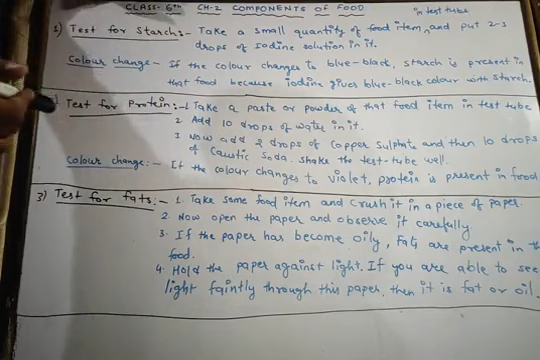 CLASS- 6th CH-2 COMPONENTS OF FOOD
in test tube
1) Test for Starch:- Take a small quantity of food item, and put 2-3
drops of Iodine solution in it.
Colour change - If the colour changes to blue-black, starch is present in
that food because iodine gives blue-black colour with starch.
Test for Protein:- 1 Take a paste or powder of that food item in test tube
2 Add 10 drops of water in it.
3 Now add 2 drops of Copper Sulphate and then 10 drops
of Caustic Soda. Shake the test-tube well.
Colour change:- If the colour changes to violet, protein is present in food
3) Test for fats:- 1. Take some food item and crush it in a piece of paper.
2. Now open the paper and observe it carefully
3. If the paper has become oily, Fats are present in th
food.
4. Hold the paper against light. If you are able to see
light faintly through this paper, then it is fat or oil.